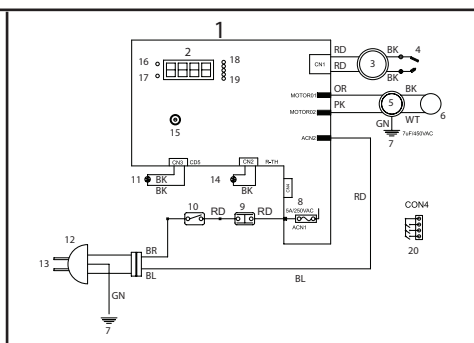 1
2
16
17
18
19
15
CN1
RD
RD
3
BK
BK
4
MOTOR01
OR
MOTOR02
PK
5
BK
WT
6
GN
7
7uF/450VAC
ACN2
CN3
CDS
CN2
R-TH
11
BK
BK
14
BK
BK
CN4
8
5A/250VAC
ACN1
RD
10
RD
9
RD
CON4
20
12
13
BR
BL
BL
GN
7